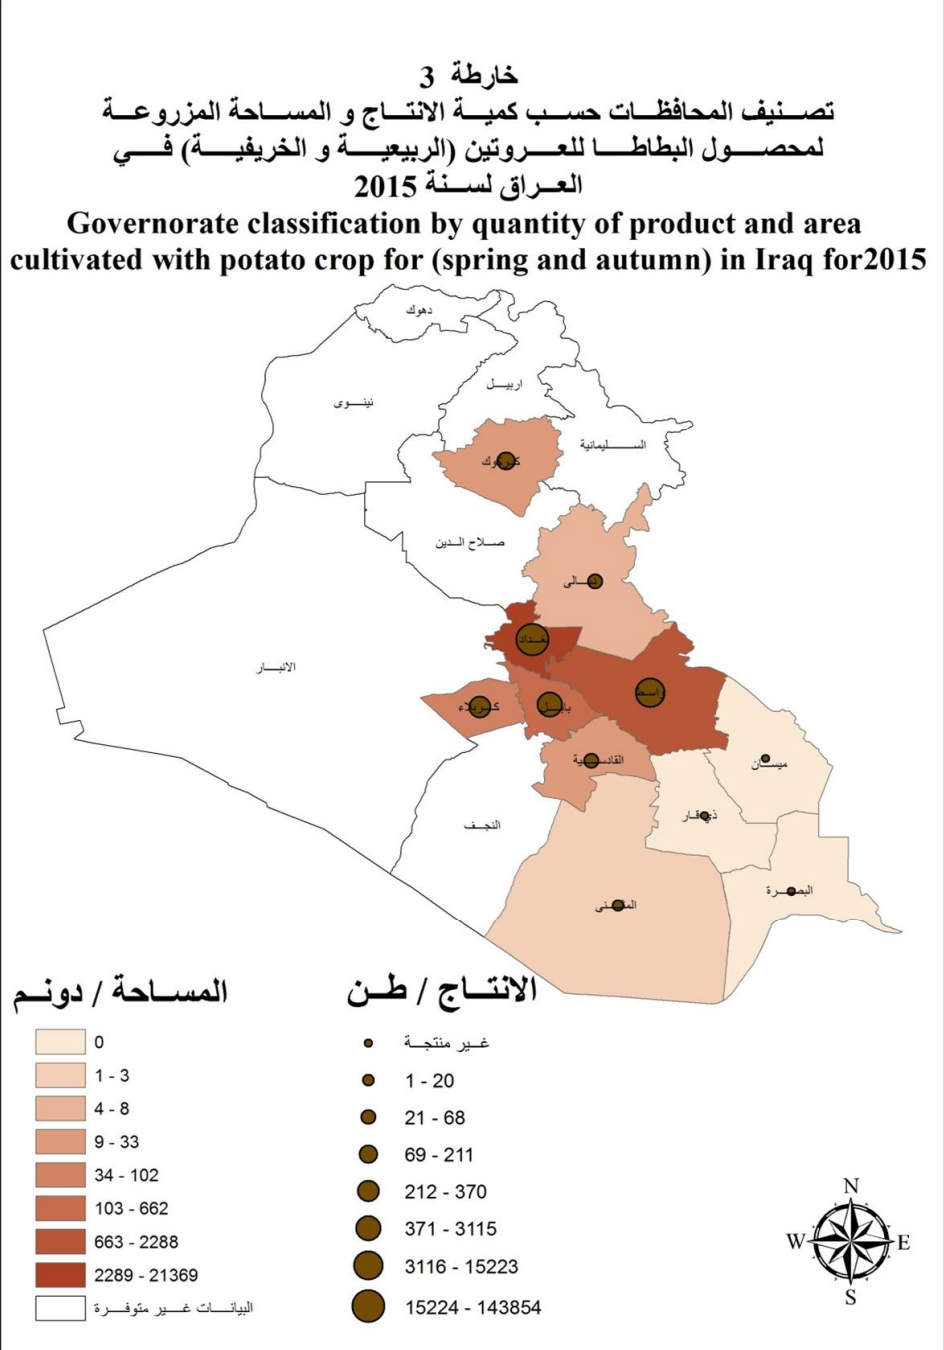 خارطة 3
تصنيف المحافظات حسب كمية الانتاج و المساحة المزروعة
لمحصول البطاطا للعروتين (الربيعية و الخريفية) في
العراق لسنة 2015
Governorate classification by quantity of product and area
cultivated with potato crop for (spring and autumn) in Iraq for2015
دهوك
نينوى
اربيل
السليمانية
كركوك
صلاح الدين
ديالى
بغداد
الانبار
واسط
كربلاء
بابل
القادسية
ميسان
ذي قار
النجف
البصرة
المثنى
المساحة / دونم
0
1 - 3
4 - 8
9 - 33
34 - 102
103 - 662
663 - 2288
2289 - 21369
البيانات غير متوفرة
الانتاج / طن
غير منتجة
1 - 20
21 - 68
69 - 211
212 - 370
371 - 3115
3116 - 15223
15224 - 143854
N
W
E
S